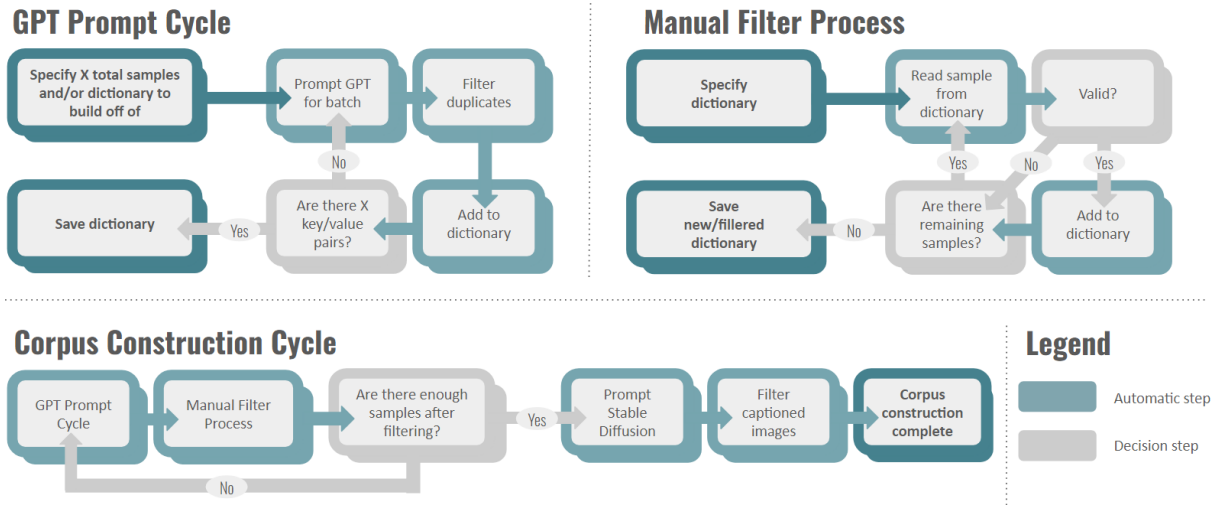 GPT Prompt Cycle
Specify X total samples
and/or dictionary to
build off of
Prompt GPT
for batch
Filter
duplicates
No
Save dictionary
Yes
Are there X
key/value
pairs?
Add to
dictionary
Manual Filter Process
Specify
dictionary
Read sample
from
dictionary
Valid?
Yes
No
Yes
Save
new/fillered
dictionary
No
Are there
remaining
samples?
Add to
dictionary
Corpus Construction Cycle
GPT Prompt
Cycle
Manual Filter
Process
Are there enough
samples after
filtering?
Yes
Prompt
Stable
Diffusion
Filter
captioned
images
Corpus
construction
complete
No
Legend
Automatic step
Decision step